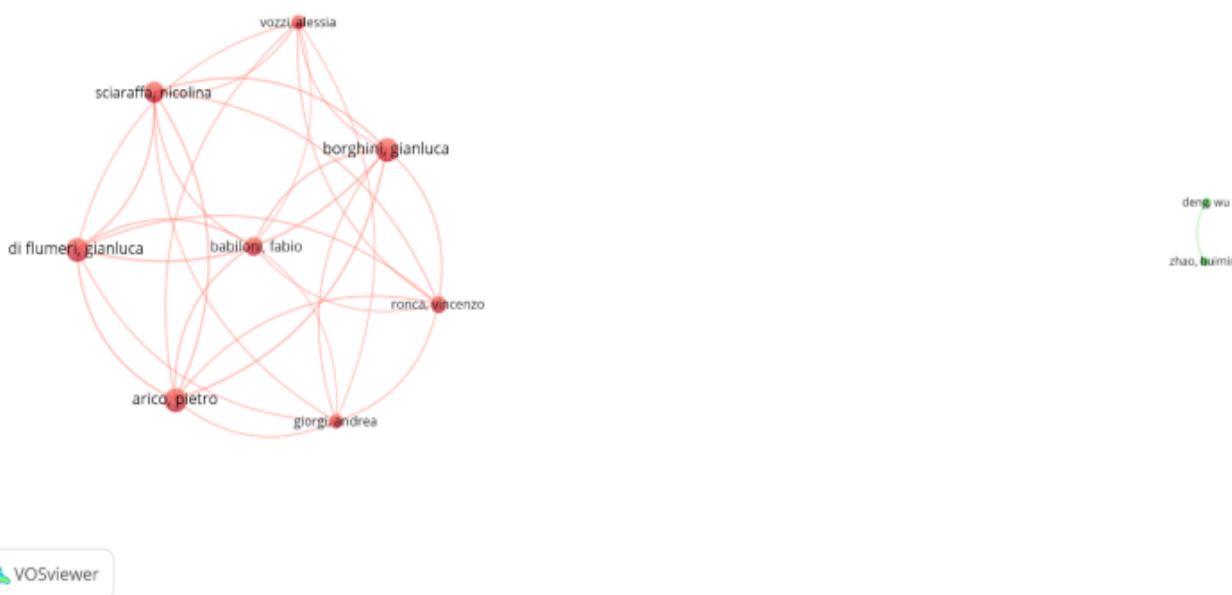 vozzi, alessia
sciaraffa, nicolina
borghini, gianluca
deng, wu
di flumeri, gianluca
babiloni, fabio
zhao, huimin
ronca, vincenzo
arico, pietro
giorgi, andrea
VOSviewer